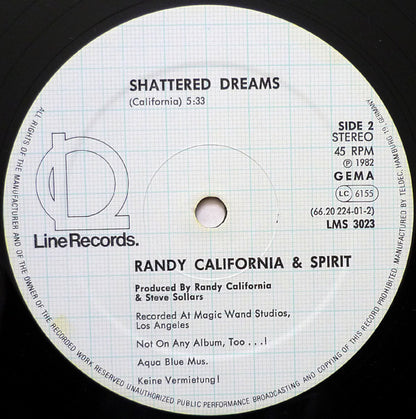 SHATTERED DREAMS
(California) 5:33
SIDE 2
STEREO
45 RPM
Ⓟ 1982
GEMA
LC 6155
(66.20 224-01-2)
LMS 3023
Line Records.
RANDY CALIFORNIA & SPIRIT
Produced By Randy California
& Steve Sollars
Recorded At Magic Wand Studios,
Los Angeles
Not On Any Album, Too . . .!
Aqua Blue Mus.
Keine Vermietung!
ALL RIGHTS OF THE MANUFACTURER AND OF THE OWNER OF THE RECORDED WORK RESERVED UNAUTHORIZED PUBLIC PERFORMANCE BROADCASTING AND COPYING OF THIS RECORD PROHIBITED. MANUFACTURED BY TELDEC, HAMBURG 19, GERMANY